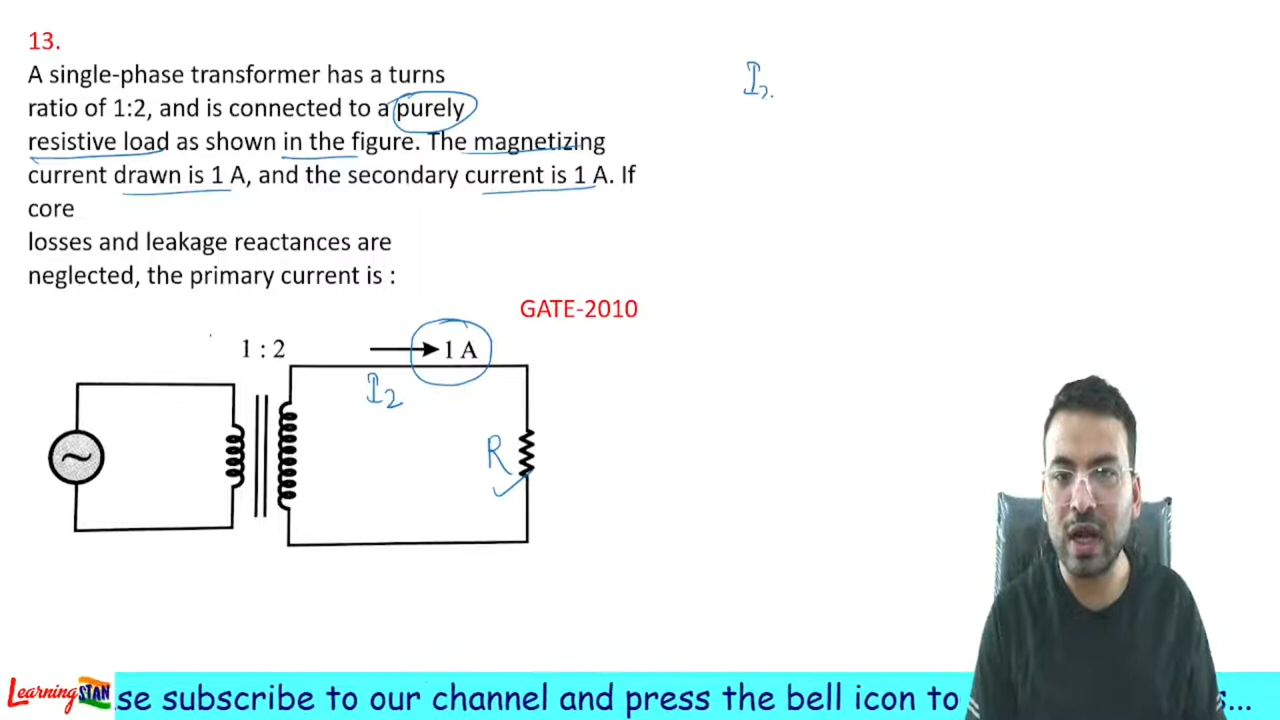 13.
A single-phase transformer has a turns
ratio of 1:2, and is connected to a purely
resistive load as shown in the figure. The magnetizing
current drawn is 1 A, and the secondary current is 1 A. If
core
losses and leakage reactances are
neglected, the primary current is :
GATE-2010
I₂
1 : 2
1 A
I₂
R
~
Learning STAN
se subscribe to our channel and press the bell icon to
s...